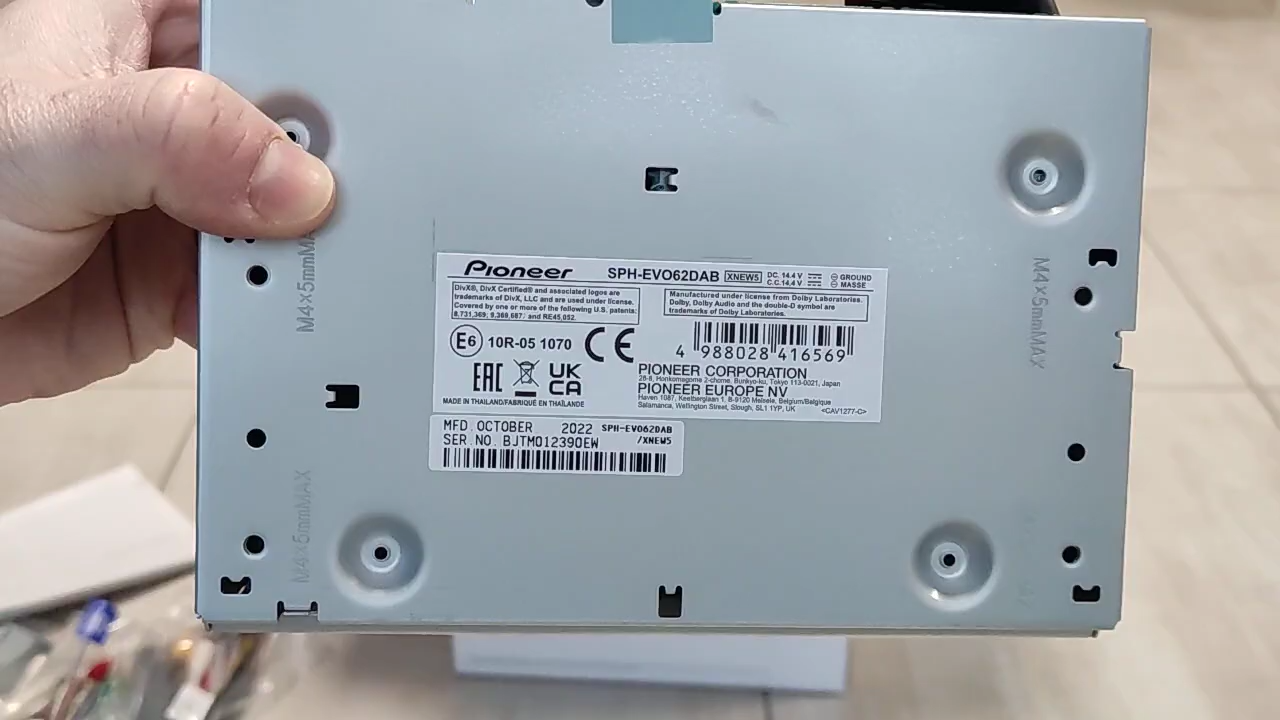 Pioneer SPH-EVO62DAB XNEW5 DC. 14.4 V GROUND
C.C. 14,4 V MASSE
DivX®, DivX Certified® and associated logos are
trademarks of DivX, LLC and are used under license.
Covered by one or more of the following U.S. patents:
8,731,369; 9,369,687; and RE45,052.
Manufactured under license from Dolby Laboratories.
Dolby, Dolby Audio and the double-D symbol are
trademarks of Dolby Laboratories.
E6 10R-05 1070 CE
4 988028 416569
EAC UK
CA
MADE IN THAILAND/FABRIQUÉ EN THAÏLANDE
PIONEER CORPORATION
28-8, Honkomagome 2-chome, Bunkyo-ku, Tokyo 113-0021, Japan
PIONEER EUROPE NV
Haven 1087, Keetberglaan 1, B-9120 Melsele, Belgium/Belgique
Salamanca, Wellington Street, Slough, SL1 1YP, UK
<CAV1277-C>
MFD.OCTOBER 2022 SPH-EVO62DAB
SER.NO. BJTM012390EW /XNEW5
M4×5mmMAX
M4×5mmMAX
M4×5mmMAX